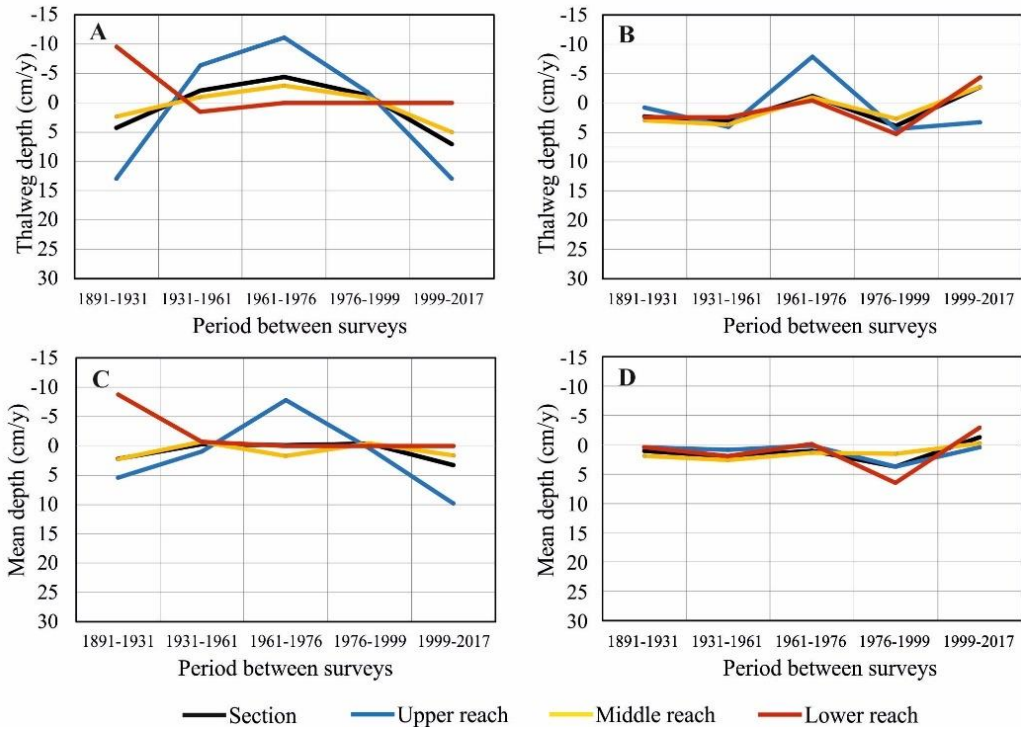 A
Thalweg depth (cm/y)
-15
-10
-5
0
5
10
15
20
25
30
1891-1931 1931-1961 1961-1976 1976-1999 1999-2017
Period between surveys
B
Thalweg depth (cm/y)
-15
-10
-5
0
5
10
15
20
25
30
1891-1931 1931-1961 1961-1976 1976-1999 1999-2017
Period between surveys
C
Mean depth (cm/y)
-15
-10
-5
0
5
10
15
20
25
30
1891-1931 1931-1961 1961-1976 1976-1999 1999-2017
Period between surveys
D
Mean depth (cm/y)
-15
-10
-5
0
5
10
15
20
25
30
1891-1931 1931-1961 1961-1976 1976-1999 1999-2017
Period between surveys
Section Upper reach Middle reach Lower reach